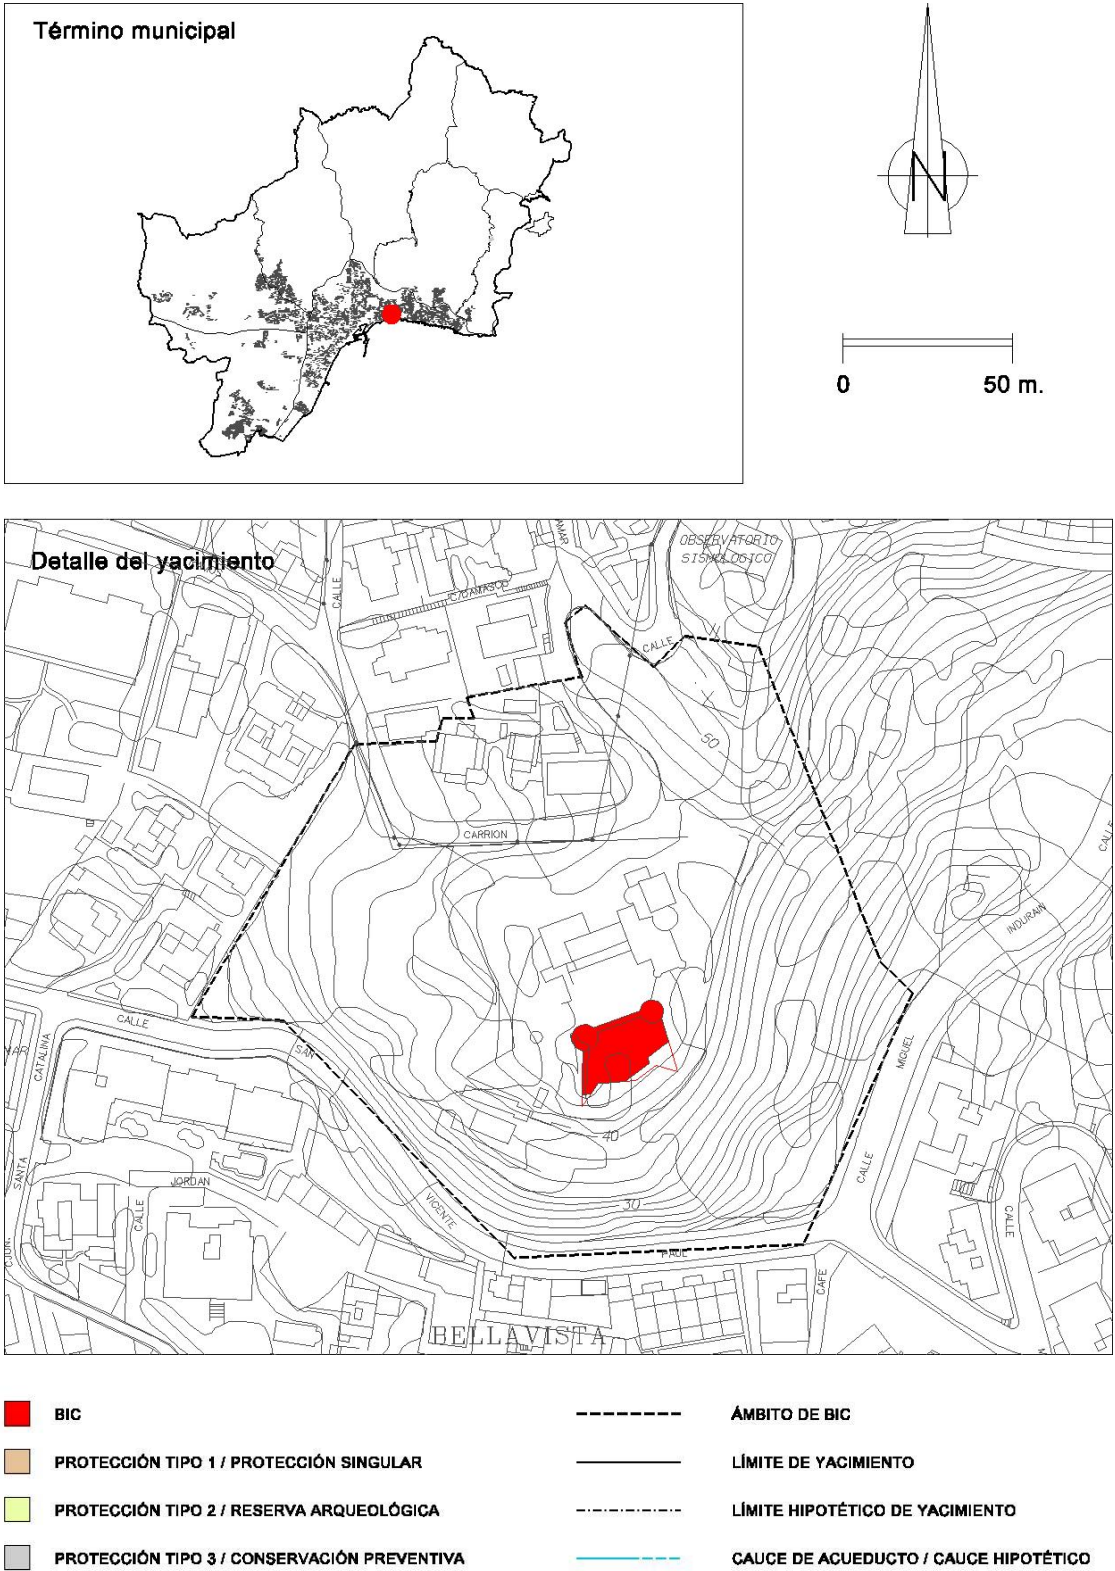 Término municipal
N
0 50 m.
Detalle del yacimiento
OBSERVATORIO
SISMOLOGICO
CALLE
C/CAMASCO
CALLE
50
CARRION
CALLE
INDURAIN
CALLE
SAN
CATALINA
MIGUEL
40
SANTA
JORDAN
CALLE
CALLE
CALLE
VICENTE
30
PAUL
CAFE
BELLAVISTA
BIC
ÁMBITO DE BIC
PROTECCIÓN TIPO 1 / PROTECCIÓN SINGULAR
LÍMITE DE YACIMIENTO
PROTECCIÓN TIPO 2 / RESERVA ARQUEOLÓGICA
LÍMITE HIPOTÉTICO DE YACIMIENTO
PROTECCIÓN TIPO 3 / CONSERVACIÓN PREVENTIVA
CAUCE DE ACUEDUCTO / CAUCE HIPOTÉTICO